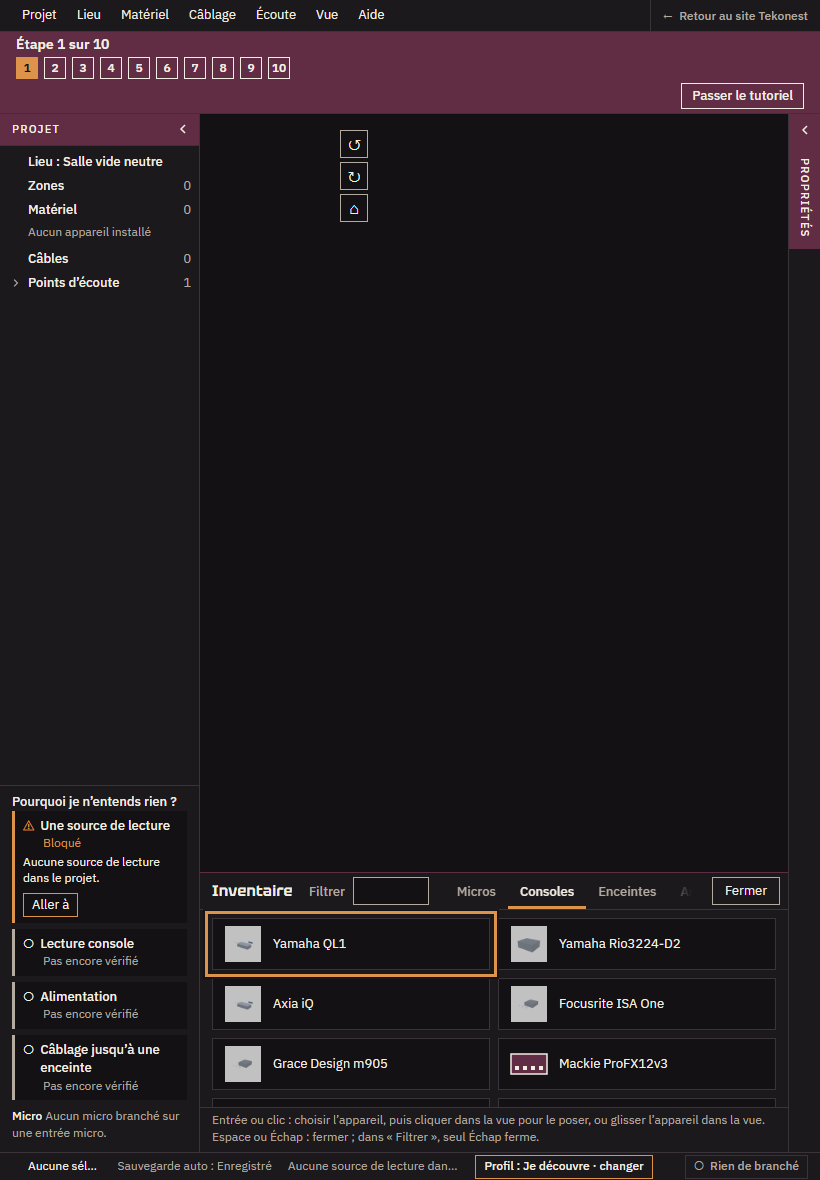 Projet Lieu Matériel Câblage Écoute Vue Aide ← Retour au site Tekonest
Étape 1 sur 10
1 2 3 4 5 6 7 8 9 10
Passer le tutoriel
PROJET
Lieu : Salle vide neutre
Zones 0
Matériel 0
Aucun appareil installé
Câbles 0
Points d’écoute 1
PROPRIÉTÉS
Pourquoi je n’entends rien ?
Une source de lecture
Bloqué
Aucune source de lecture
dans le projet.
Aller à
Lecture console
Pas encore vérifié
Alimentation
Pas encore vérifié
Câblage jusqu’à une
enceinte
Pas encore vérifié
Micro Aucun micro branché sur
une entrée micro.
Inventaire Filtrer Micros Consoles Enceintes Fermer
Yamaha QL1 Yamaha Rio3224-D2
Axia iQ Focusrite ISA One
Grace Design m905 Mackie ProFX12v3
Entrée ou clic : choisir l’appareil, puis cliquer dans la vue pour le poser, ou glisser l’appareil dans la vue.
Espace ou Échap : fermer ; dans « Filtrer », seul Échap ferme.
Aucune sél... Sauvegarde auto : Enregistré Aucune source de lecture dan... Profil : Je découvre · changer Rien de branché